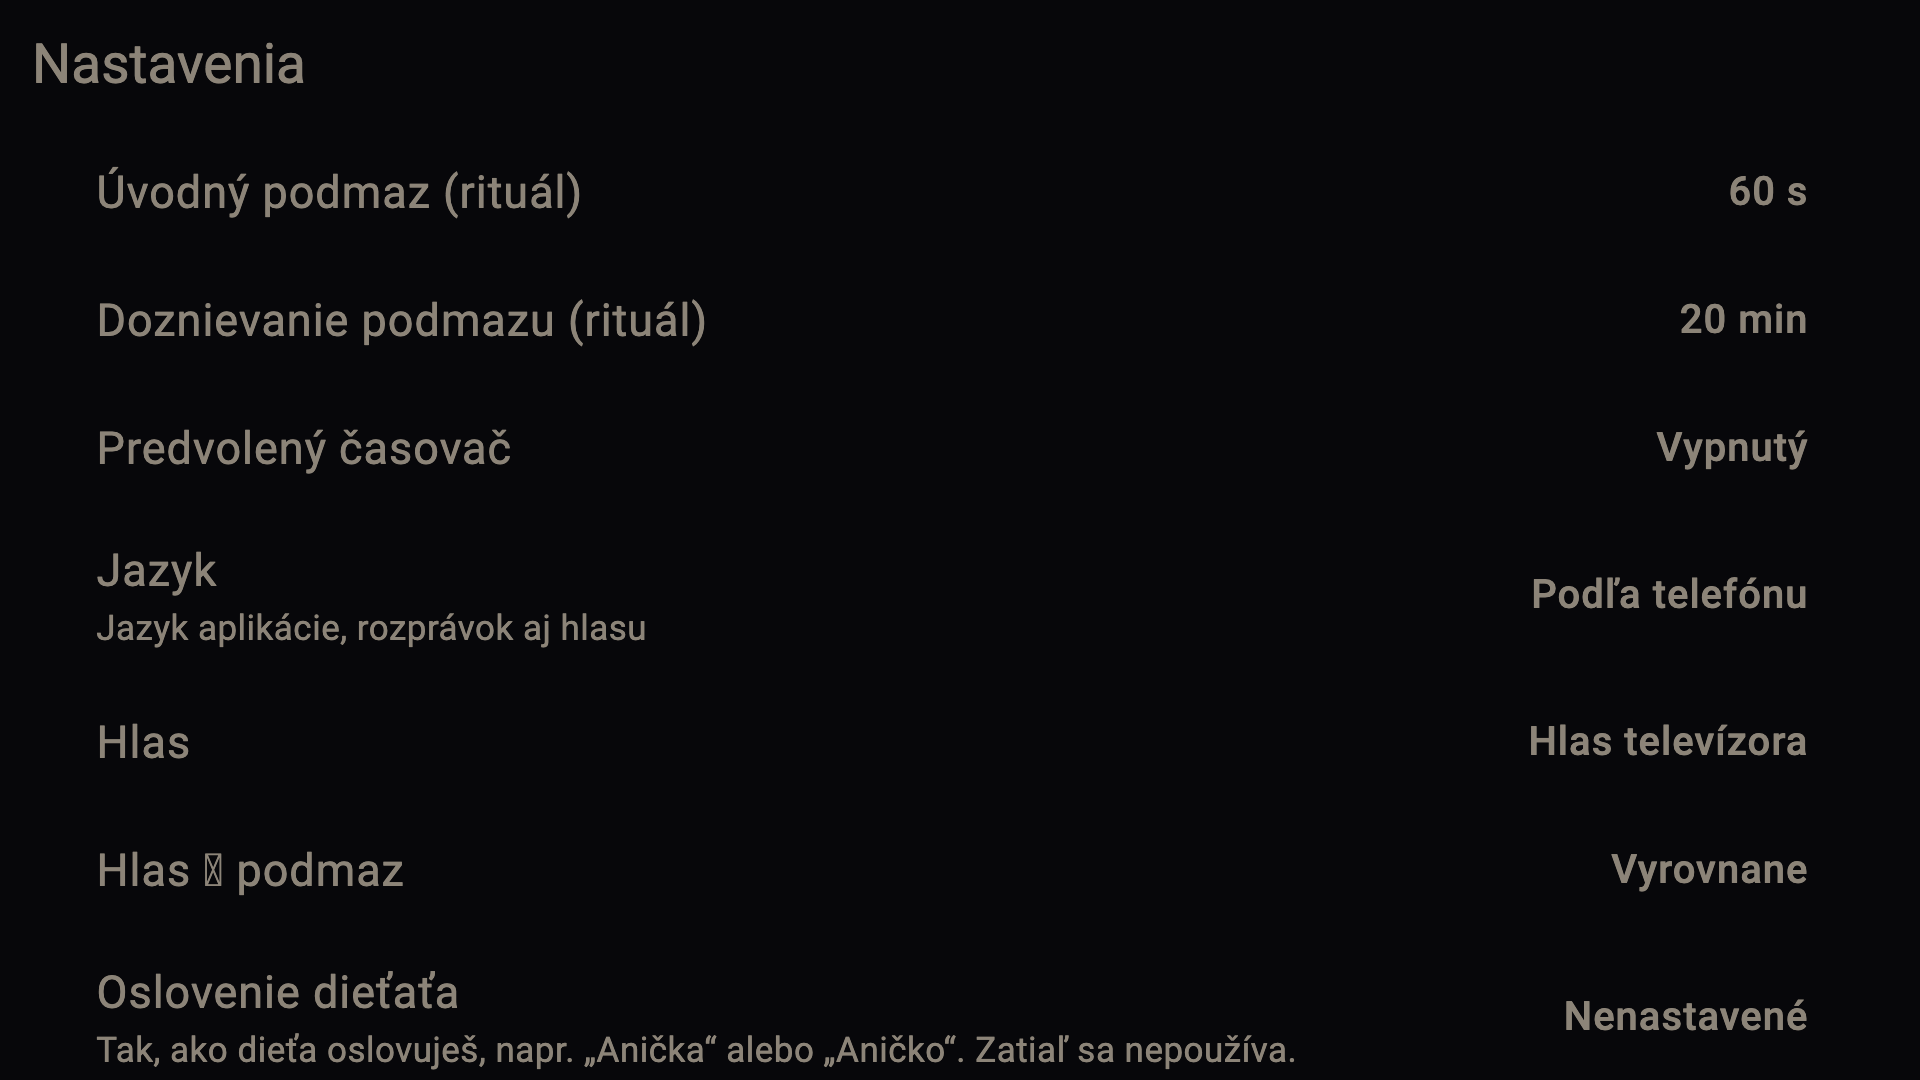 Nastavenia
Úvodný podmaz (rituál)
60 s
Doznievanie podmazu (rituál)
20 min
Predvolený časovač
Vypnutý
Jazyk
Jazyk aplikácie, rozprávok aj hlasu
Podľa telefónu
Hlas
Hlas televízora
Hlas podmaz
Vyrovnane
Oslovenie dieťaťa
Tak, ako dieťa oslovuješ, napr. „Anička“ alebo „Aničko“. Zatiaľ sa nepoužíva.
Nenastavené